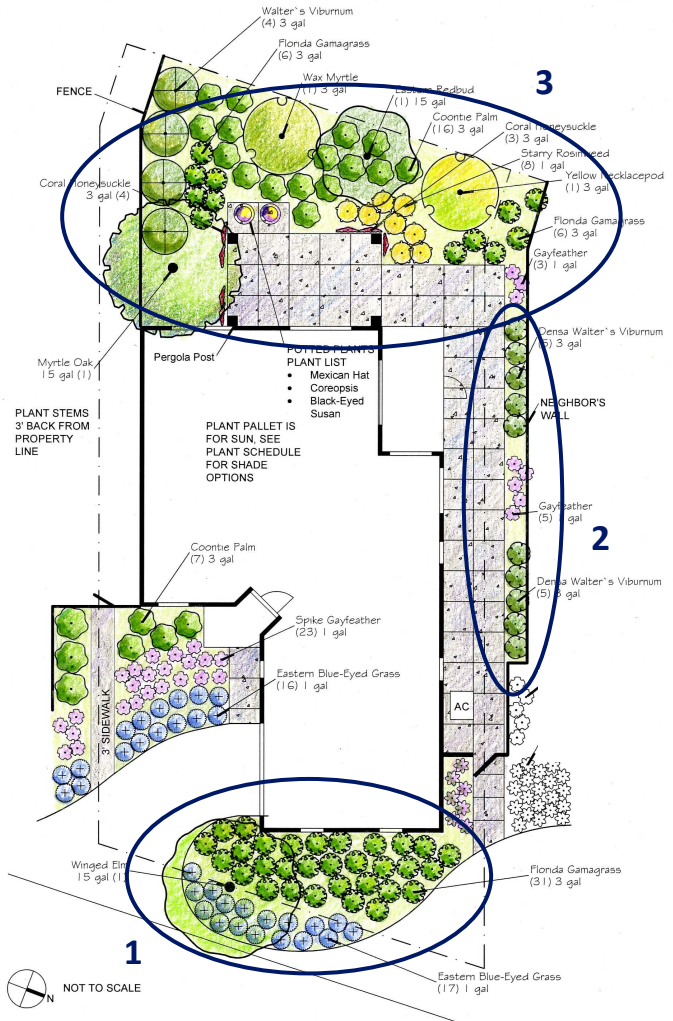 Walter`s Viburnum
(4) 3 gal
Florida Gamagrass
(6) 3 gal
Wax Myrtle
(1) 3 gal
3
FENCE
Eastern Redbud
(1) 15 gal
Coontie Palm
(16) 3 gal
Coral Honeysuckle
(3) 3 gal
Starry Rosinweed
(8) 1 gal
Yellow Necklacepod
(1) 3 gal
Coral Honeysuckle
3 gal (4)
Florida Gamagrass
(6) 3 gal
Gayfeather
(3) 1 gal
Densa Walter`s Viburnum
(5) 3 gal
Myrtle Oak
15 gal (1)
Pergola Post
POTTED PLANTS
PLANT LIST
• Mexican Hat
• Coreopsis
• Black-Eyed
Susan
NEIGHBOR'S
WALL
PLANT STEMS
3' BACK FROM
PROPERTY
LINE
PLANT PALLET IS
FOR SUN, SEE
PLANT SCHEDULE
FOR SHADE
OPTIONS
Gayfeather
(5) 1 gal
2
Coontie Palm
(7) 3 gal
Densa Walter`s Viburnum
(5) 3 gal
Spike Gayfeather
(23) 1 gal
Eastern Blue-Eyed Grass
(16) 1 gal
3' SIDEWALK
AC
Winged Elm
15 gal (1)
Florida Gamagrass
(31) 3 gal
1
Eastern Blue-Eyed Grass
(17) 1 gal
N
NOT TO SCALE